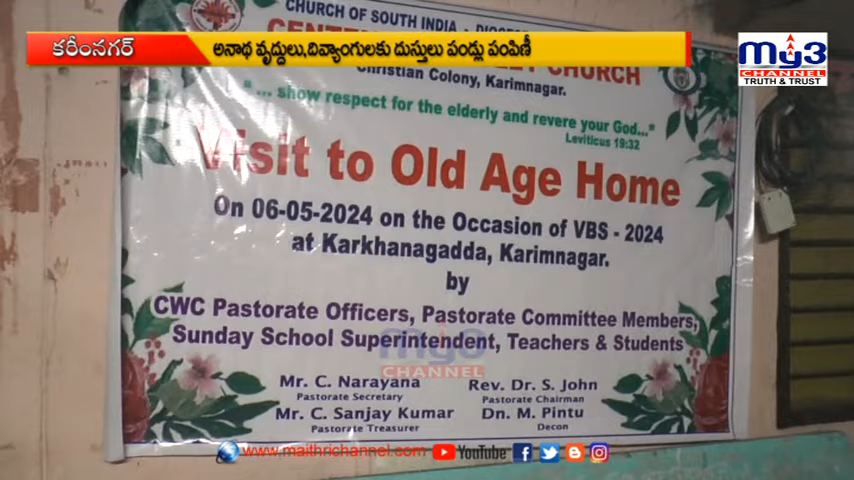 CHURCH OF SOUTH INDIA
కరీంనగర్
అనాథ వృద్ధులు,దివ్యాంగులకు దుస్తులు పండ్లు పంపిణీ
CHURCH
Christian Colony, Karimnagar.
my3
CHANNEL
TRUTH & TRUST
"... show respect for the elderly and revere your God..."
Leviticus 19:32
Visit to Old Age Home
On 06-05-2024 on the Occasion of VBS - 2024
at Karkhanagadda, Karimnagar.
by
CWC Pastorate Officers, Pastorate Committee Members,
Sunday School Superintendent, Teachers & Students
my3
CHANNEL
Mr. C. Narayana
Pastorate Secretary
Rev. Dr. S. John
Pastorate Chairman
Mr. C. Sanjay Kumar
Pastorate Treasurer
Dn. M. Pintu
Decon
www.maithrichannel.com
YouTube